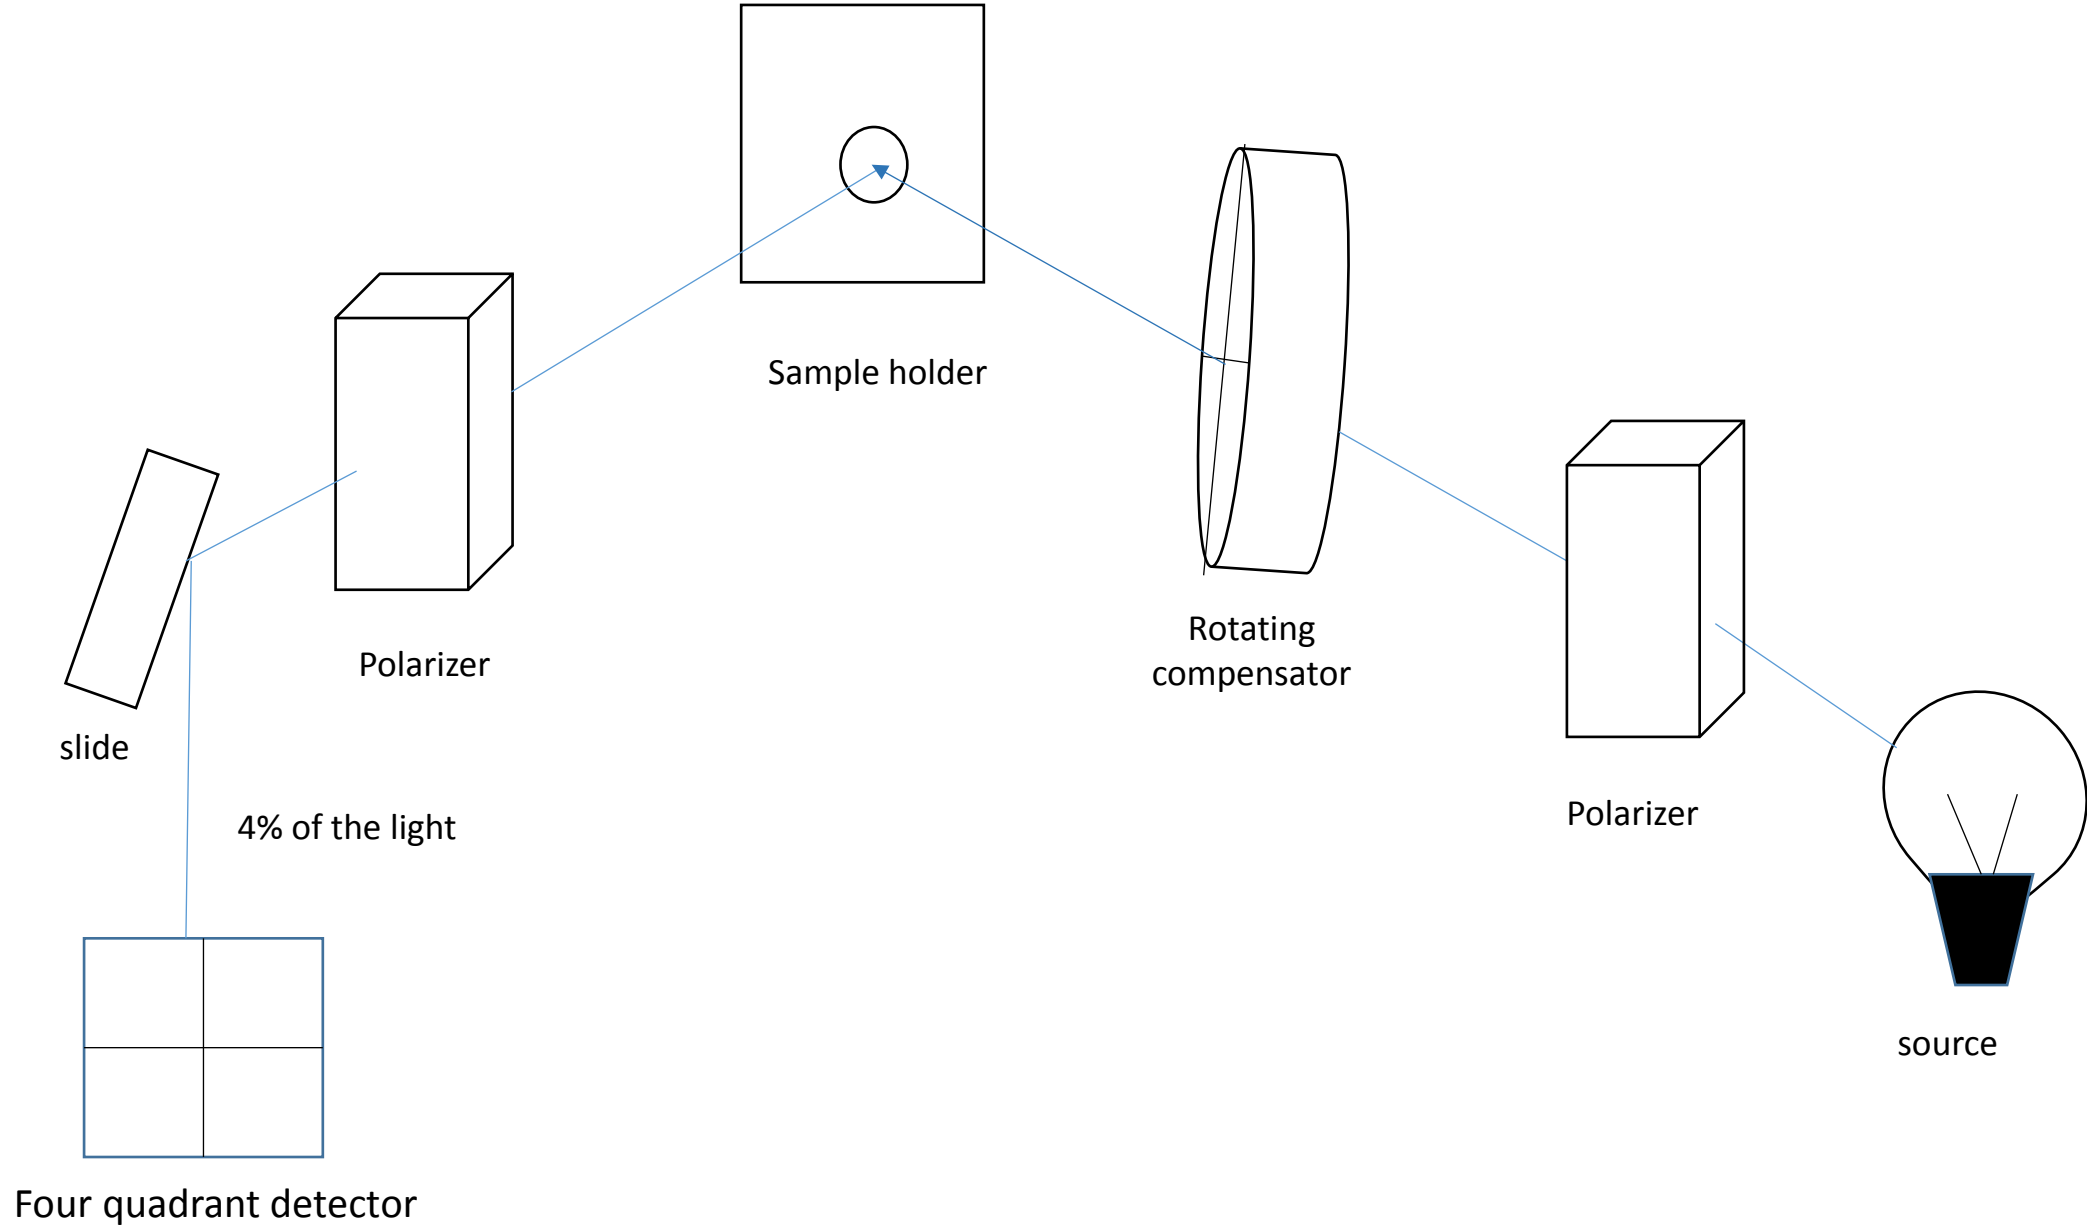 Sample holder
Rotating
compensator
Polarizer
slide
Polarizer
4% of the light
source
Four quadrant detector